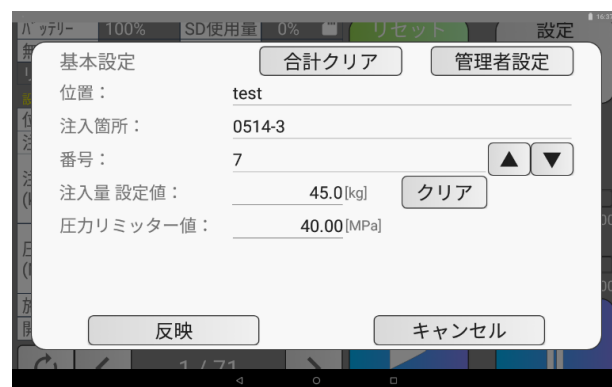 バッテリー 100% SD使用量 0% リセット 設定
16:37
基本設定 合計クリア 管理者設定
位置： test
注入箇所： 0514-3
番号： 7 ▲ ▼
注入量 設定値： 45.0 [kg] クリア
圧力リミッター値： 40.00 [MPa]
反映 キャンセル
1 / 71